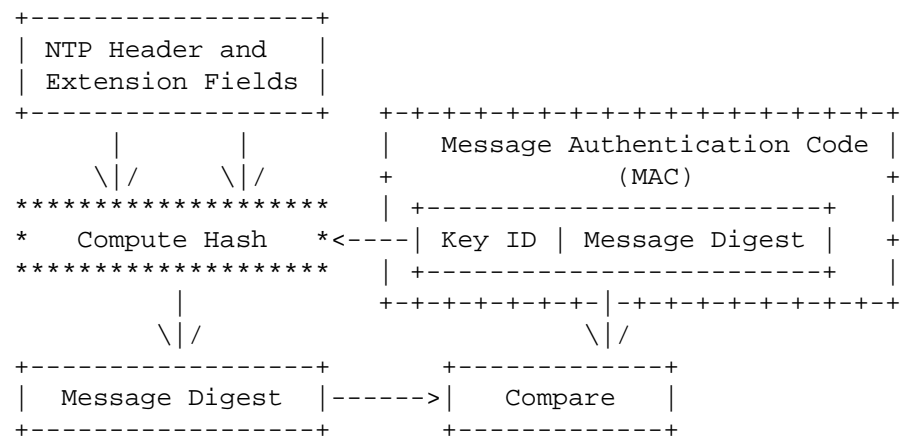 NTP Header and
Extension Fields
Message Authentication Code
(MAC)
Compute Hash
Key ID Message Digest
Message Digest
Compare